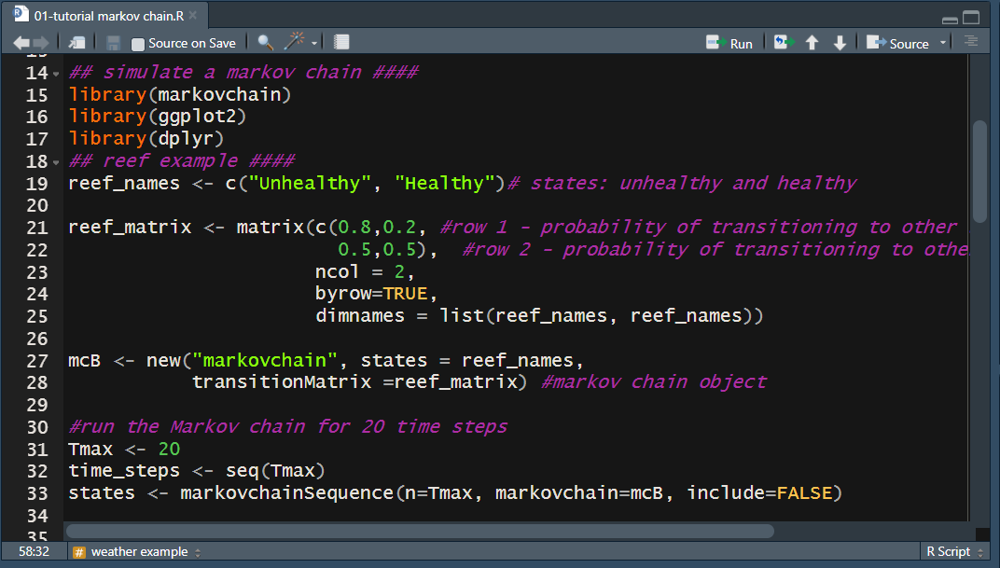 01-tutorial markov chain.R
Source on Save
Run
Source
14 ## simulate a markov chain ####
15 library(markovchain)
16 library(ggplot2)
17 library(dplyr)
18 ## reef example ####
19 reef_names <- c("Unhealthy", "Healthy")# states: unhealthy and healthy
20
21 reef_matrix <- matrix(c(0.8,0.2, #row 1 - probability of transitioning to other
22                         0.5,0.5),  #row 2 - probability of transitioning to othe
23                       ncol = 2,
24                       byrow=TRUE,
25                       dimnames = list(reef_names, reef_names))
26
27 mcB <- new("markovchain", states = reef_names,
28            transitionMatrix =reef_matrix) #markov chain object
29
30 #run the Markov chain for 20 time steps
31 Tmax <- 20
32 time_steps <- seq(Tmax)
33 states <- markovchainSequence(n=Tmax, markovchain=mcB, include=FALSE)
34
35
58:32 # weather example R Script